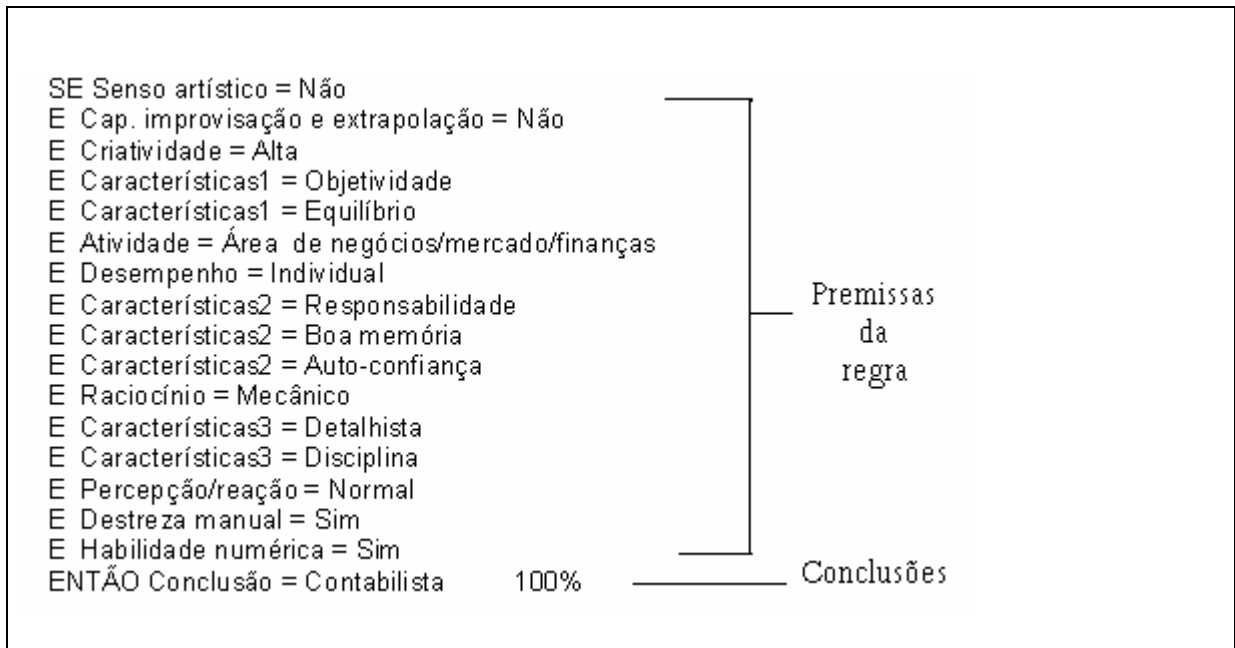 SE Senso artístico = Não
E Cap. improvisação e extrapolação = Não
E Criatividade = Alta
E Características1 = Objetividade
E Características1 = Equilíbrio
E Atividade = Área de negócios/mercado/finanças
E Desempenho = Individual
E Características2 = Responsabilidade
E Características2 = Boa memória
E Características2 = Auto-confiança
E Raciocínio = Mecânico
E Características3 = Detalhista
E Características3 = Disciplina
E Percepção/reação = Normal
E Destreza manual = Sim
E Habilidade numérica = Sim
ENTÃO Conclusão = Contabilista 100%
Premissas
da
regra
Conclusões